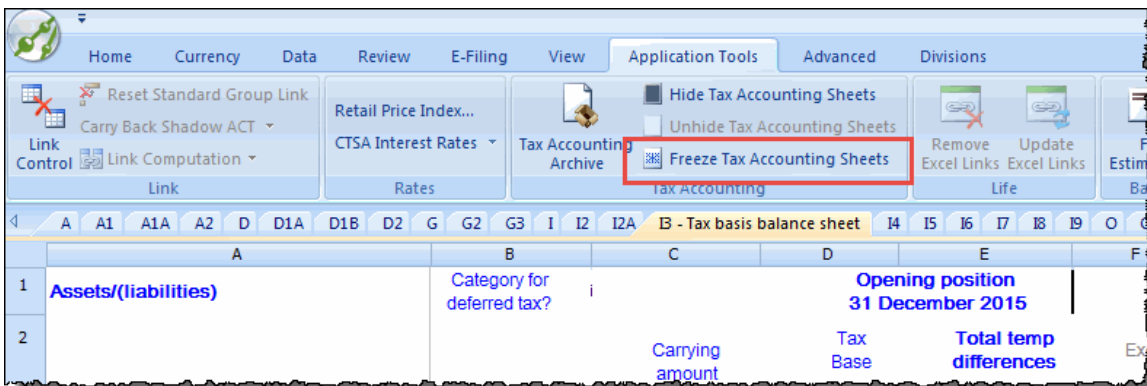 Home Currency Data Review E-Filing View Application Tools Advanced Divisions
Reset Standard Group Link
Carry Back Shadow ACT
Link Computation
Link
Control
Link
Retail Price Index...
CTSA Interest Rates
Rates
Tax Accounting
Archive
Hide Tax Accounting Sheets
Unhide Tax Accounting Sheets
Freeze Tax Accounting Sheets
Tax Accounting
Remove
Excel Links
Update
Excel Links
Life
A A1 A1A A2 D D1A D1B D2 G G2 G3 I I2 I2A I3 - Tax basis balance sheet I4 I5 I6 I7 I8 I9 O
A B C D E F
1
Assets/(liabilities)
Category for
deferred tax?
i
Opening position
31 December 2015
2
Carrying
amount
Tax
Base
Total temp
differences